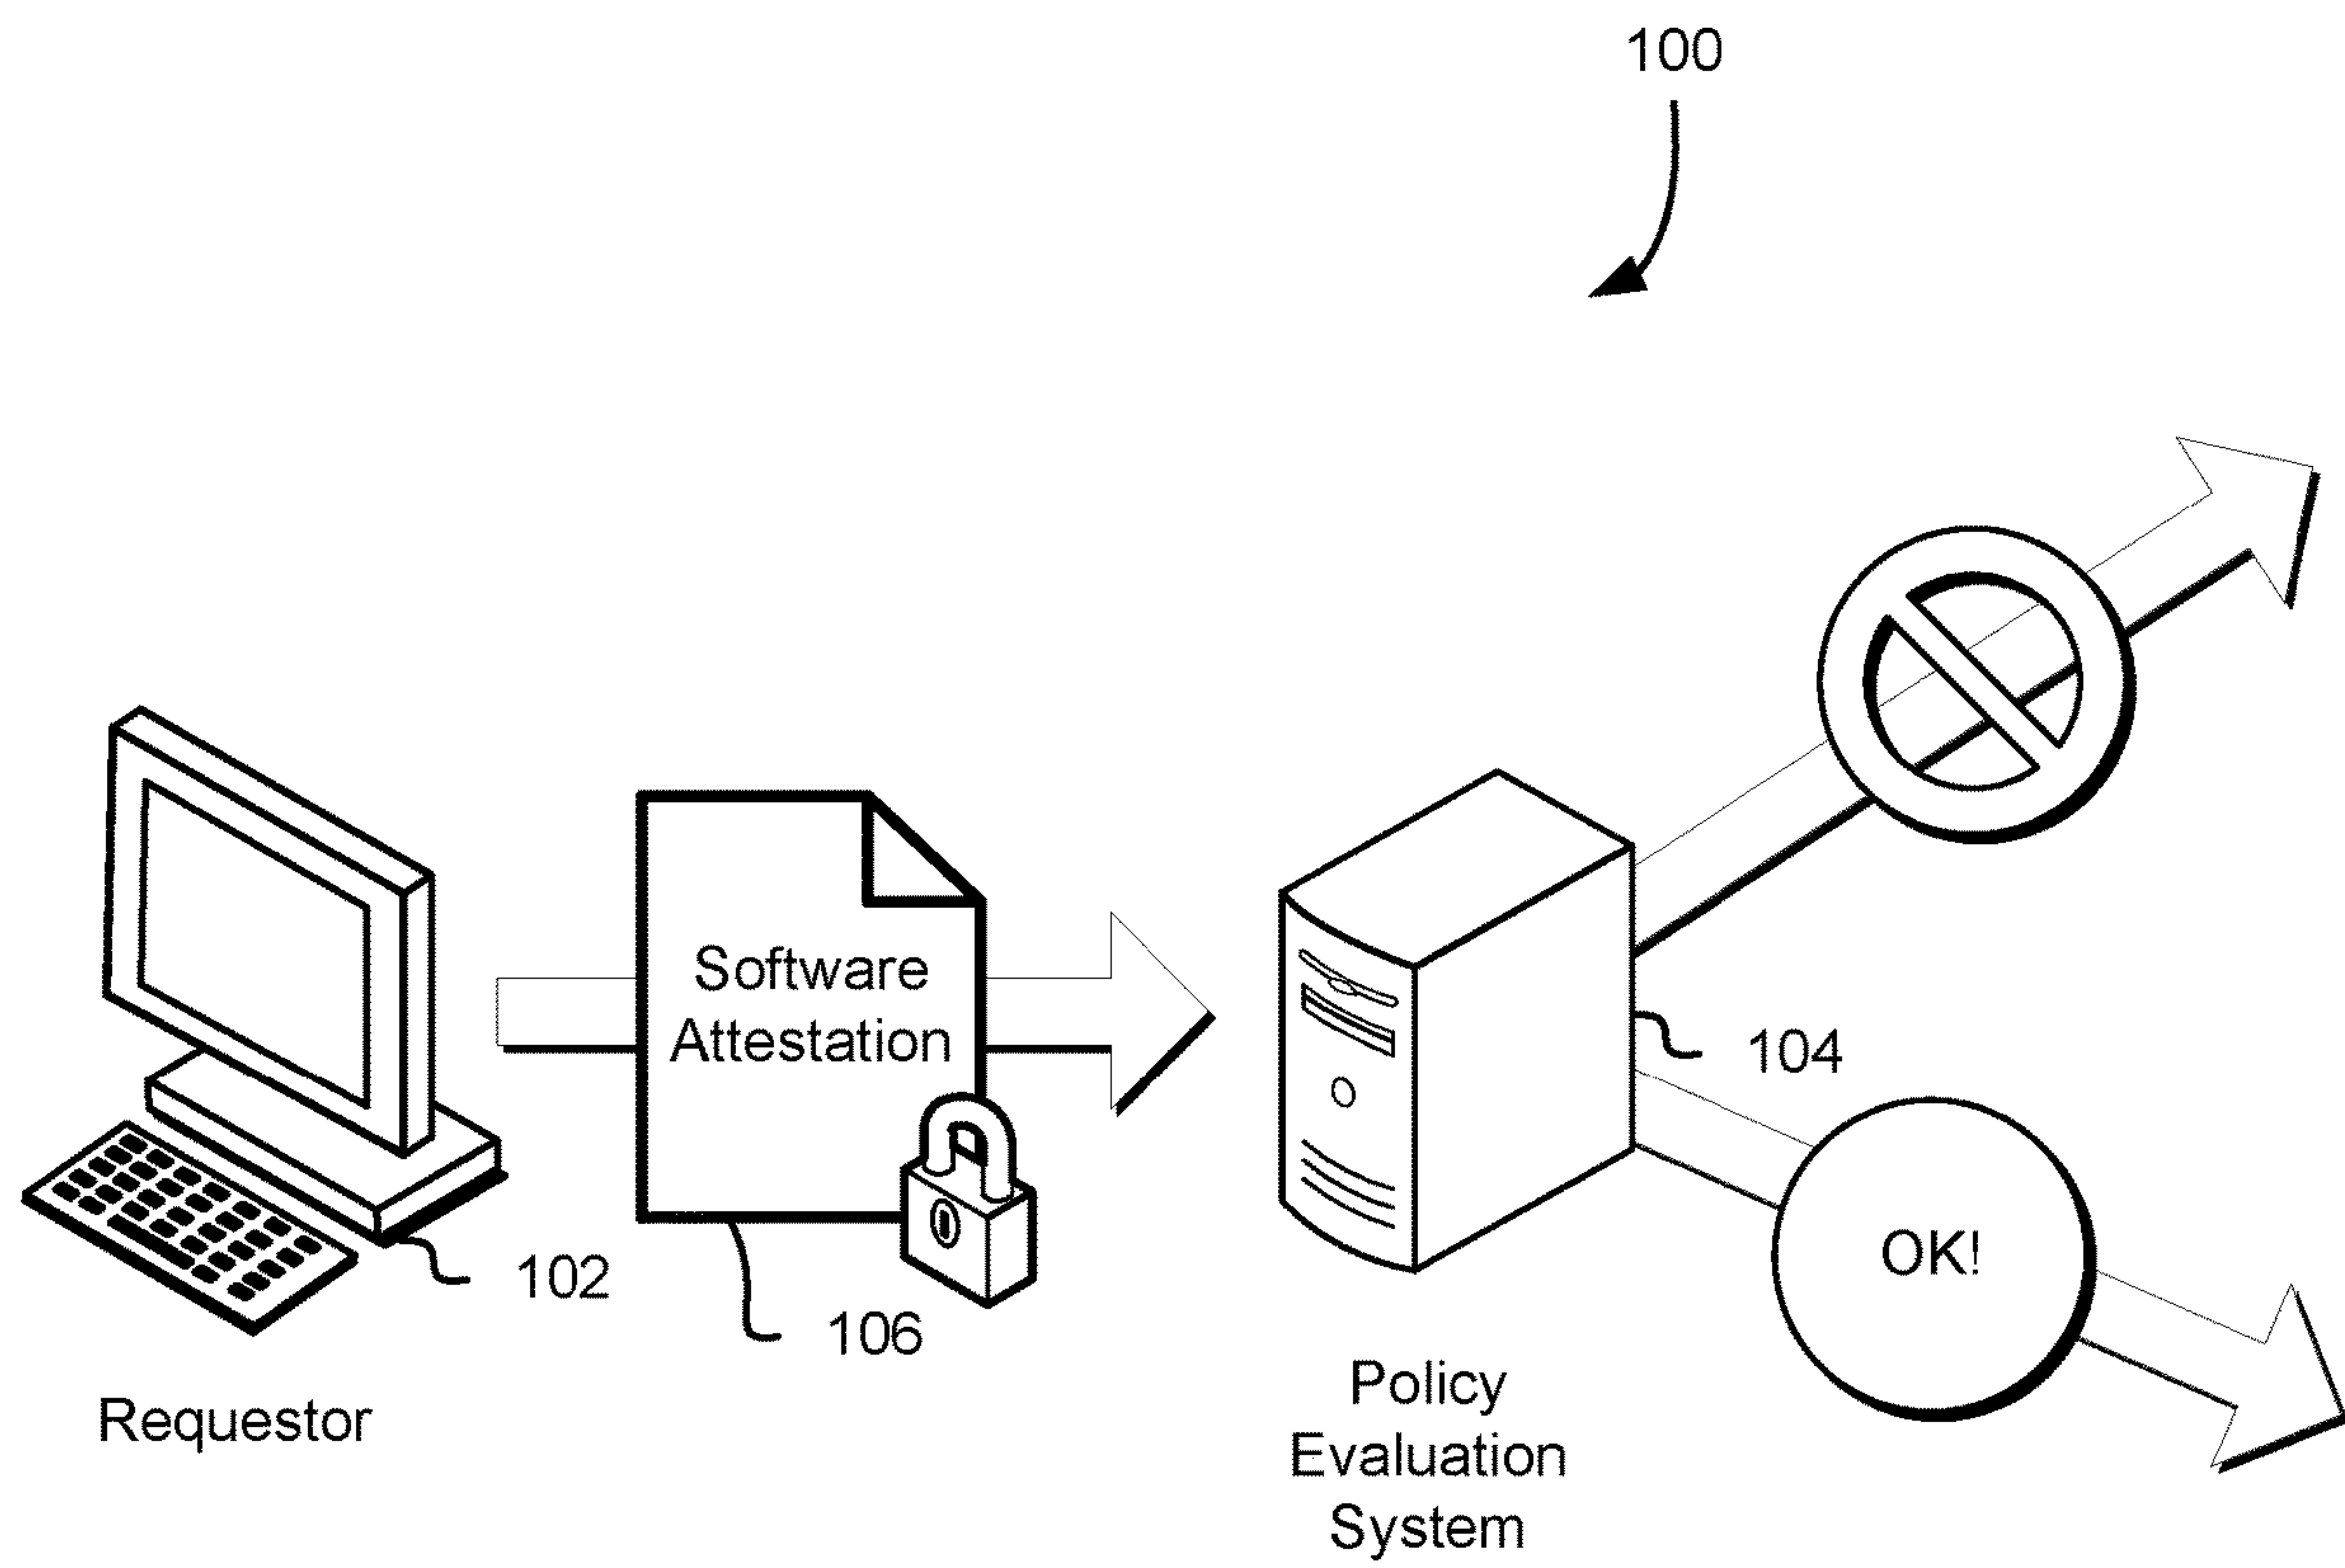 100
Software
Attestation
104
OK!
102
106
Requestor
Policy
Evaluation
System